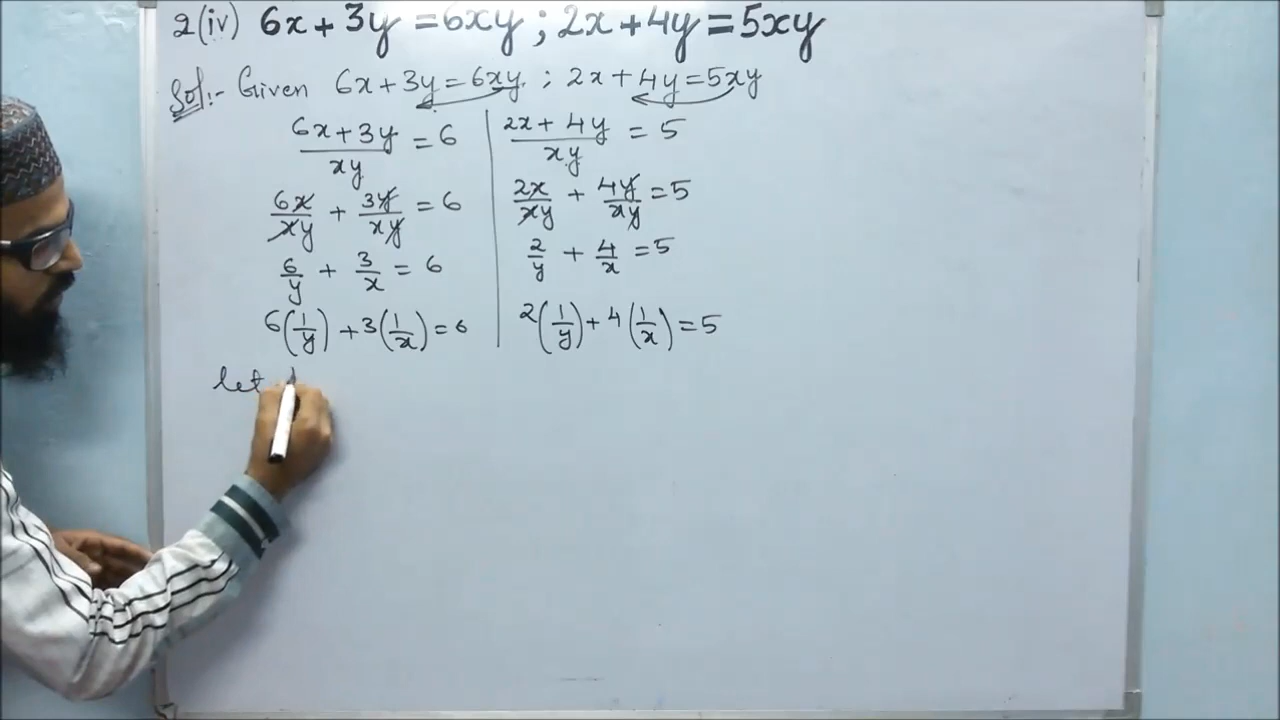 2(iv) 6x + 3y = 6xy ; 2x + 4y = 5xy
Sol:- Given 6x + 3y = 6xy ; 2x + 4y = 5xy
(6x + 3y)/xy = 6
6x/xy + 3y/xy = 6
6/y + 3/x = 6
6(1/y) + 3(1/x) = 6
(2x + 4y)/xy = 5
2x/xy + 4y/xy = 5
2/y + 4/x = 5
2(1/y) + 4(1/x) = 5
let